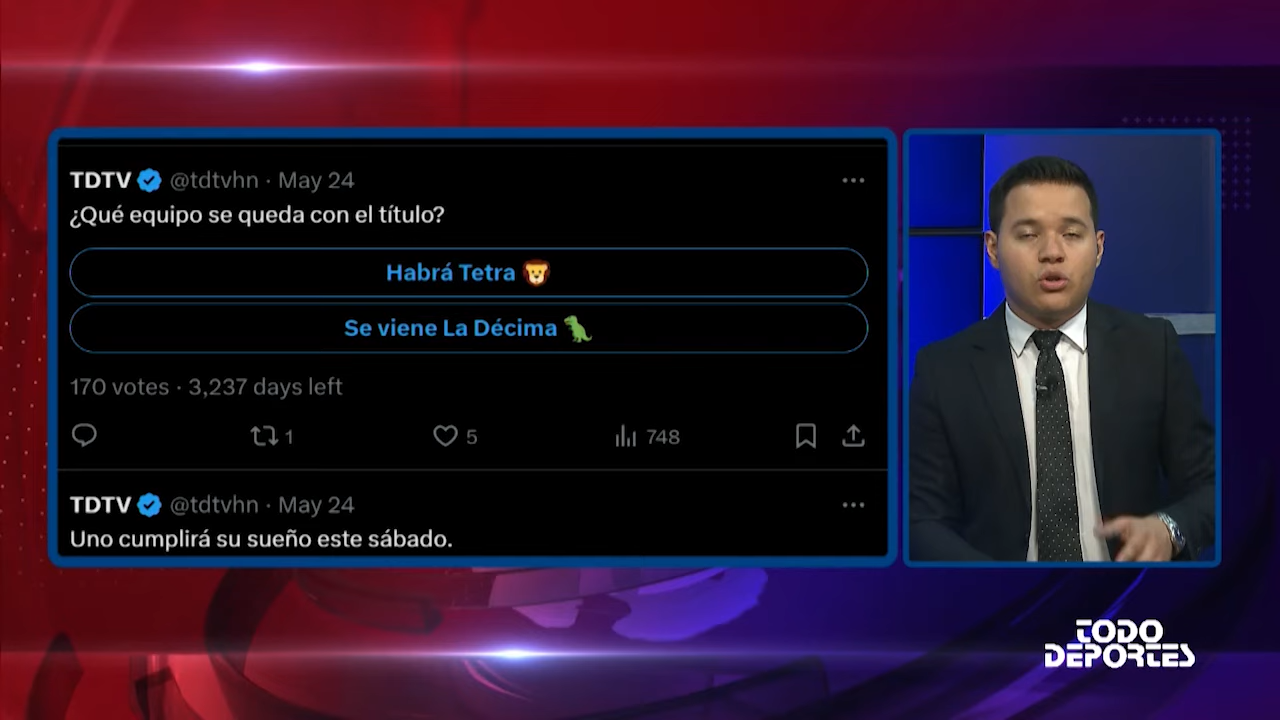 TDTV @tdtvhn · May 24
¿Qué equipo se queda con el título?
Habrá Tetra 🦁
Se viene La Décima 🦖
170 votes · 3,237 days left
1
5
748
TDTV @tdtvhn · May 24
Uno cumplirá su sueño este sábado.
TODO
DEPORTES